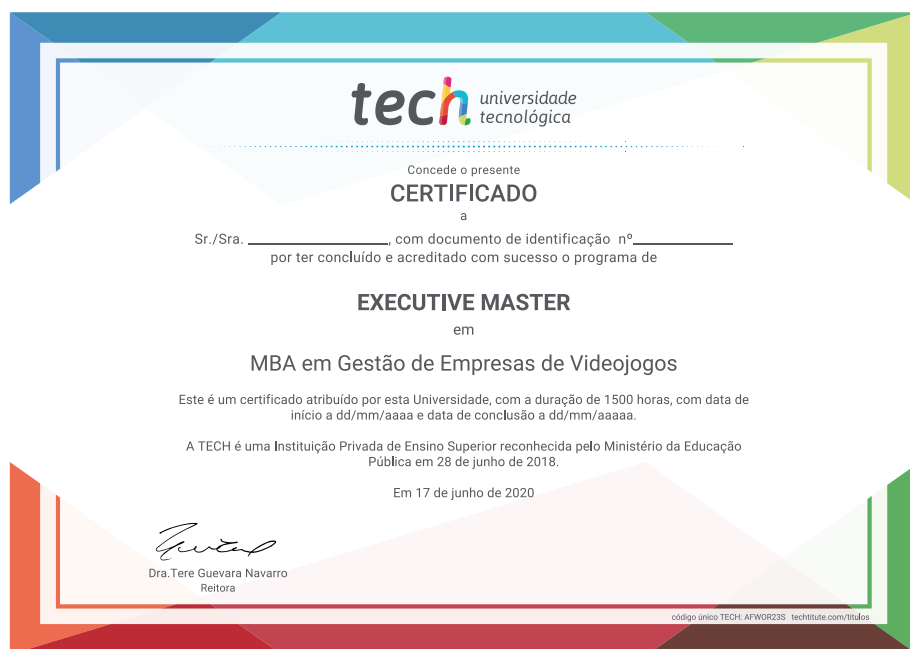 tech universidade
tecnológica
Concede o presente
CERTIFICADO
a
Sr./Sra. ________________, com documento de identificação nº____________
por ter concluído e acreditado com sucesso o programa de
EXECUTIVE MASTER
em
MBA em Gestão de Empresas de Videojogos
Este é um certificado atribuído por esta Universidade, com a duração de 1500 horas, com data de
início a dd/mm/aaaa e data de conclusão a dd/mm/aaaaa.
A TECH é uma Instituição Privada de Ensino Superior reconhecida pelo Ministério da Educação
Pública em 28 de junho de 2018.
Em 17 de junho de 2020
Dra.Tere Guevara Navarro
Reitora
código único TECH: AFWOR23S techtitute.com/titulos